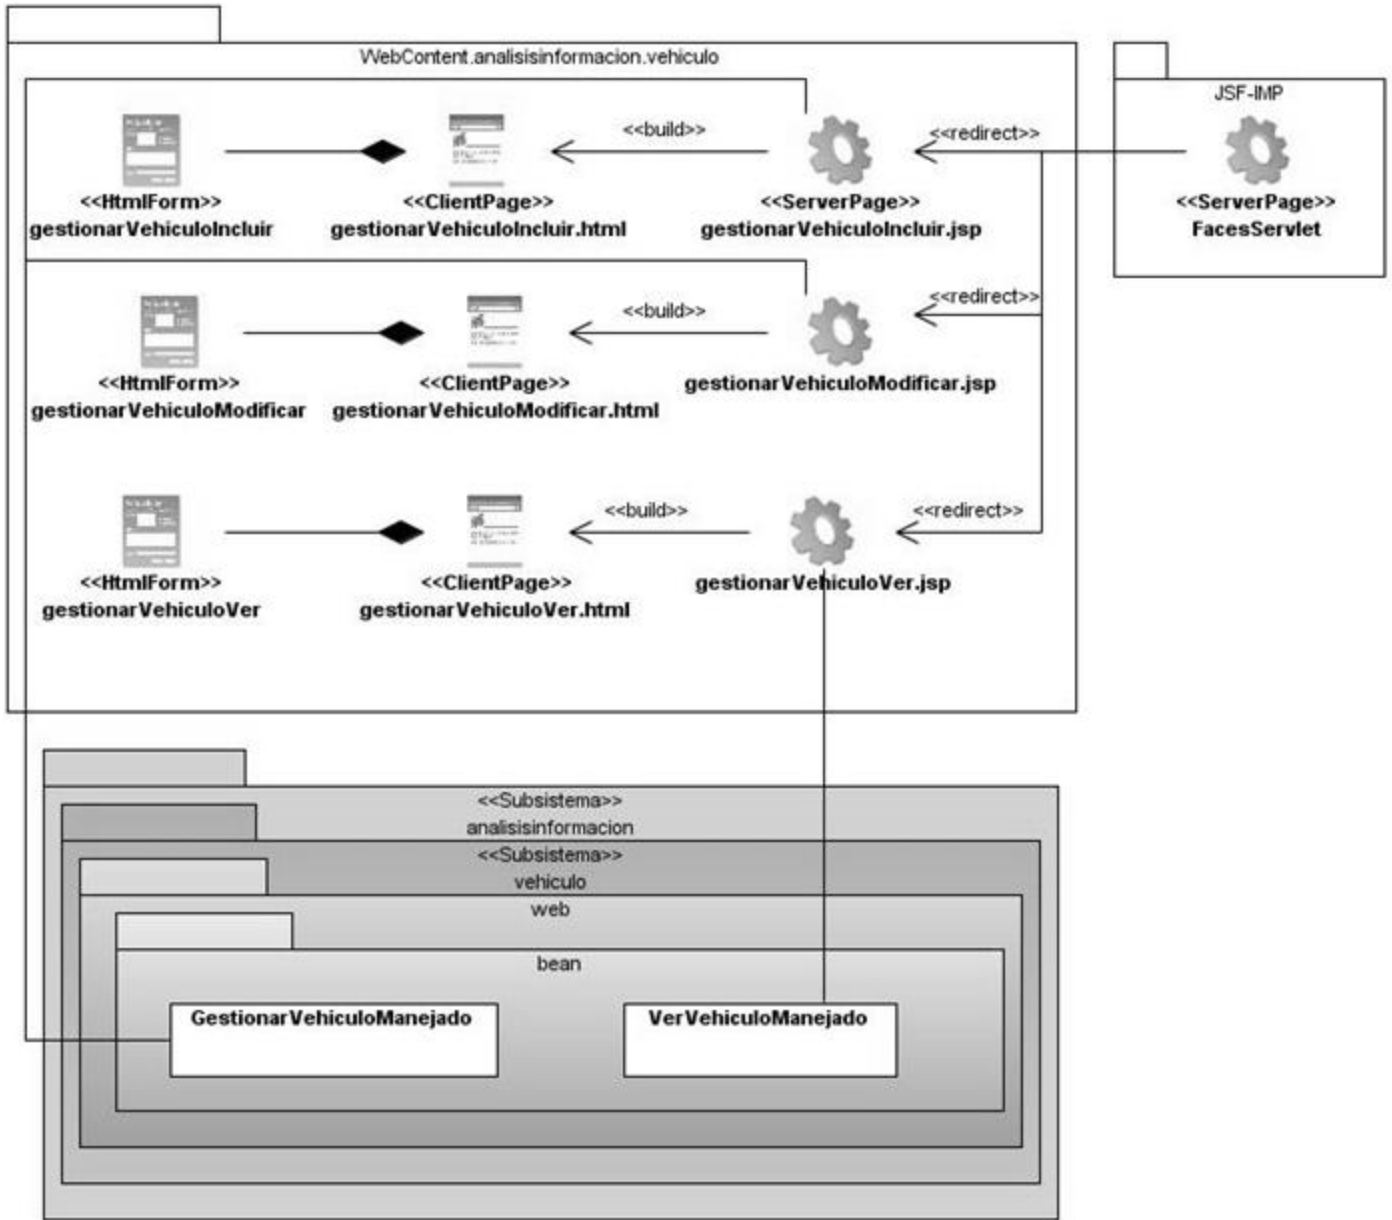 WebContent.analisisinformacion.vehiculo
JSF-IMP
<<build>>
<<redirect>>
<<HtmlForm>>
gestionarVehiculoIncluir
<<ClientPage>>
gestionarVehiculoIncluir.html
<<ServerPage>>
gestionarVehiculoIncluir.jsp
<<ServerPage>>
FacesServlet
<<build>>
<<redirect>>
<<HtmlForm>>
gestionarVehiculoModificar
<<ClientPage>>
gestionarVehiculoModificar.html
gestionarVehiculoModificar.jsp
<<build>>
<<redirect>>
<<HtmlForm>>
gestionarVehiculoVer
<<ClientPage>>
gestionarVehiculoVer.html
gestionarVehiculoVer.jsp
<<Subsistema>>
analisisinformacion
<<Subsistema>>
vehiculo
web
bean
GestionarVehiculoManejado
VerVehiculoManejado